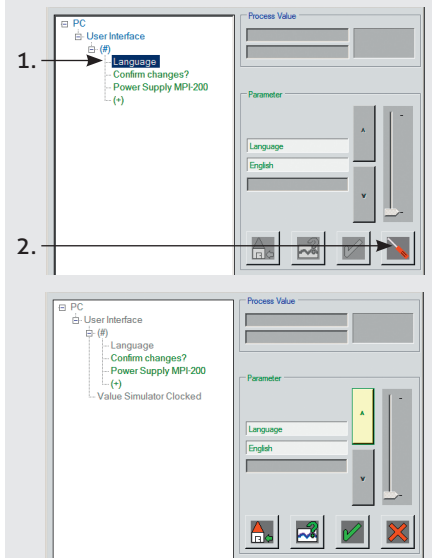 PC
User Interface
(#)
1.
Language
Confirm changes?
Power Supply MPI-200
(+)
Process Value
Parameter
^
Language
English
v
2.
PC
User Interface
(#)
Language
Confirm changes?
Power Supply MPI-200
(+)
Value Simulator Clocked
Process Value
Parameter
^
Language
English
v